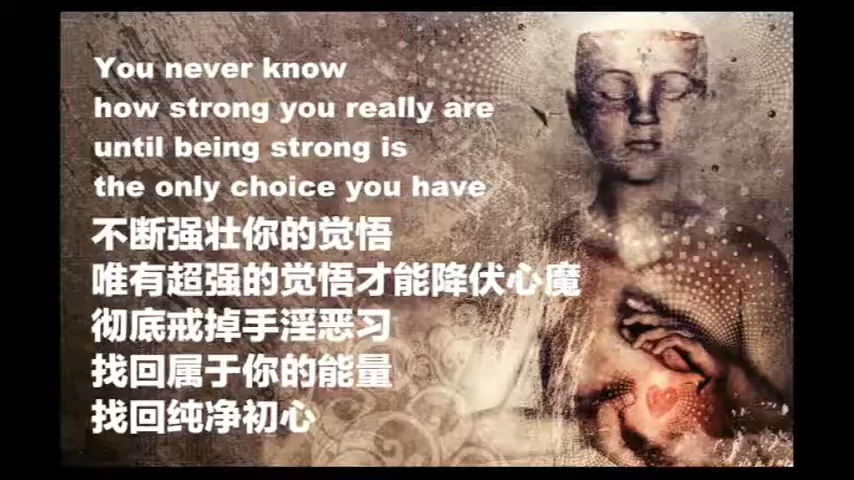 You never know
how strong you really are
until being strong is
the only choice you have
不断强壮你的觉悟
唯有超强的觉悟才能降伏心魔
彻底戒掉手淫恶习
找回属于你的能量
找回纯净初心